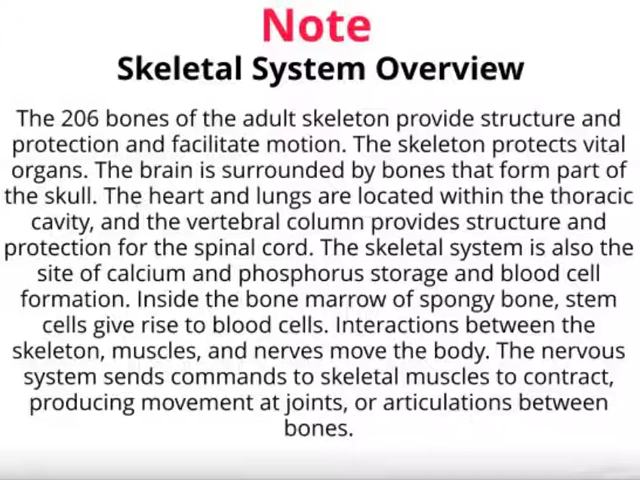 Note
Skeletal System Overview
The 206 bones of the adult skeleton provide structure and
protection and facilitate motion. The skeleton protects vital
organs. The brain is surrounded by bones that form part of
the skull. The heart and lungs are located within the thoracic
cavity, and the vertebral column provides structure and
protection for the spinal cord. The skeletal system is also the
site of calcium and phosphorus storage and blood cell
formation. Inside the bone marrow of spongy bone, stem
cells give rise to blood cells. Interactions between the
skeleton, muscles, and nerves move the body. The nervous
system sends commands to skeletal muscles to contract,
producing movement at joints, or articulations between
bones.